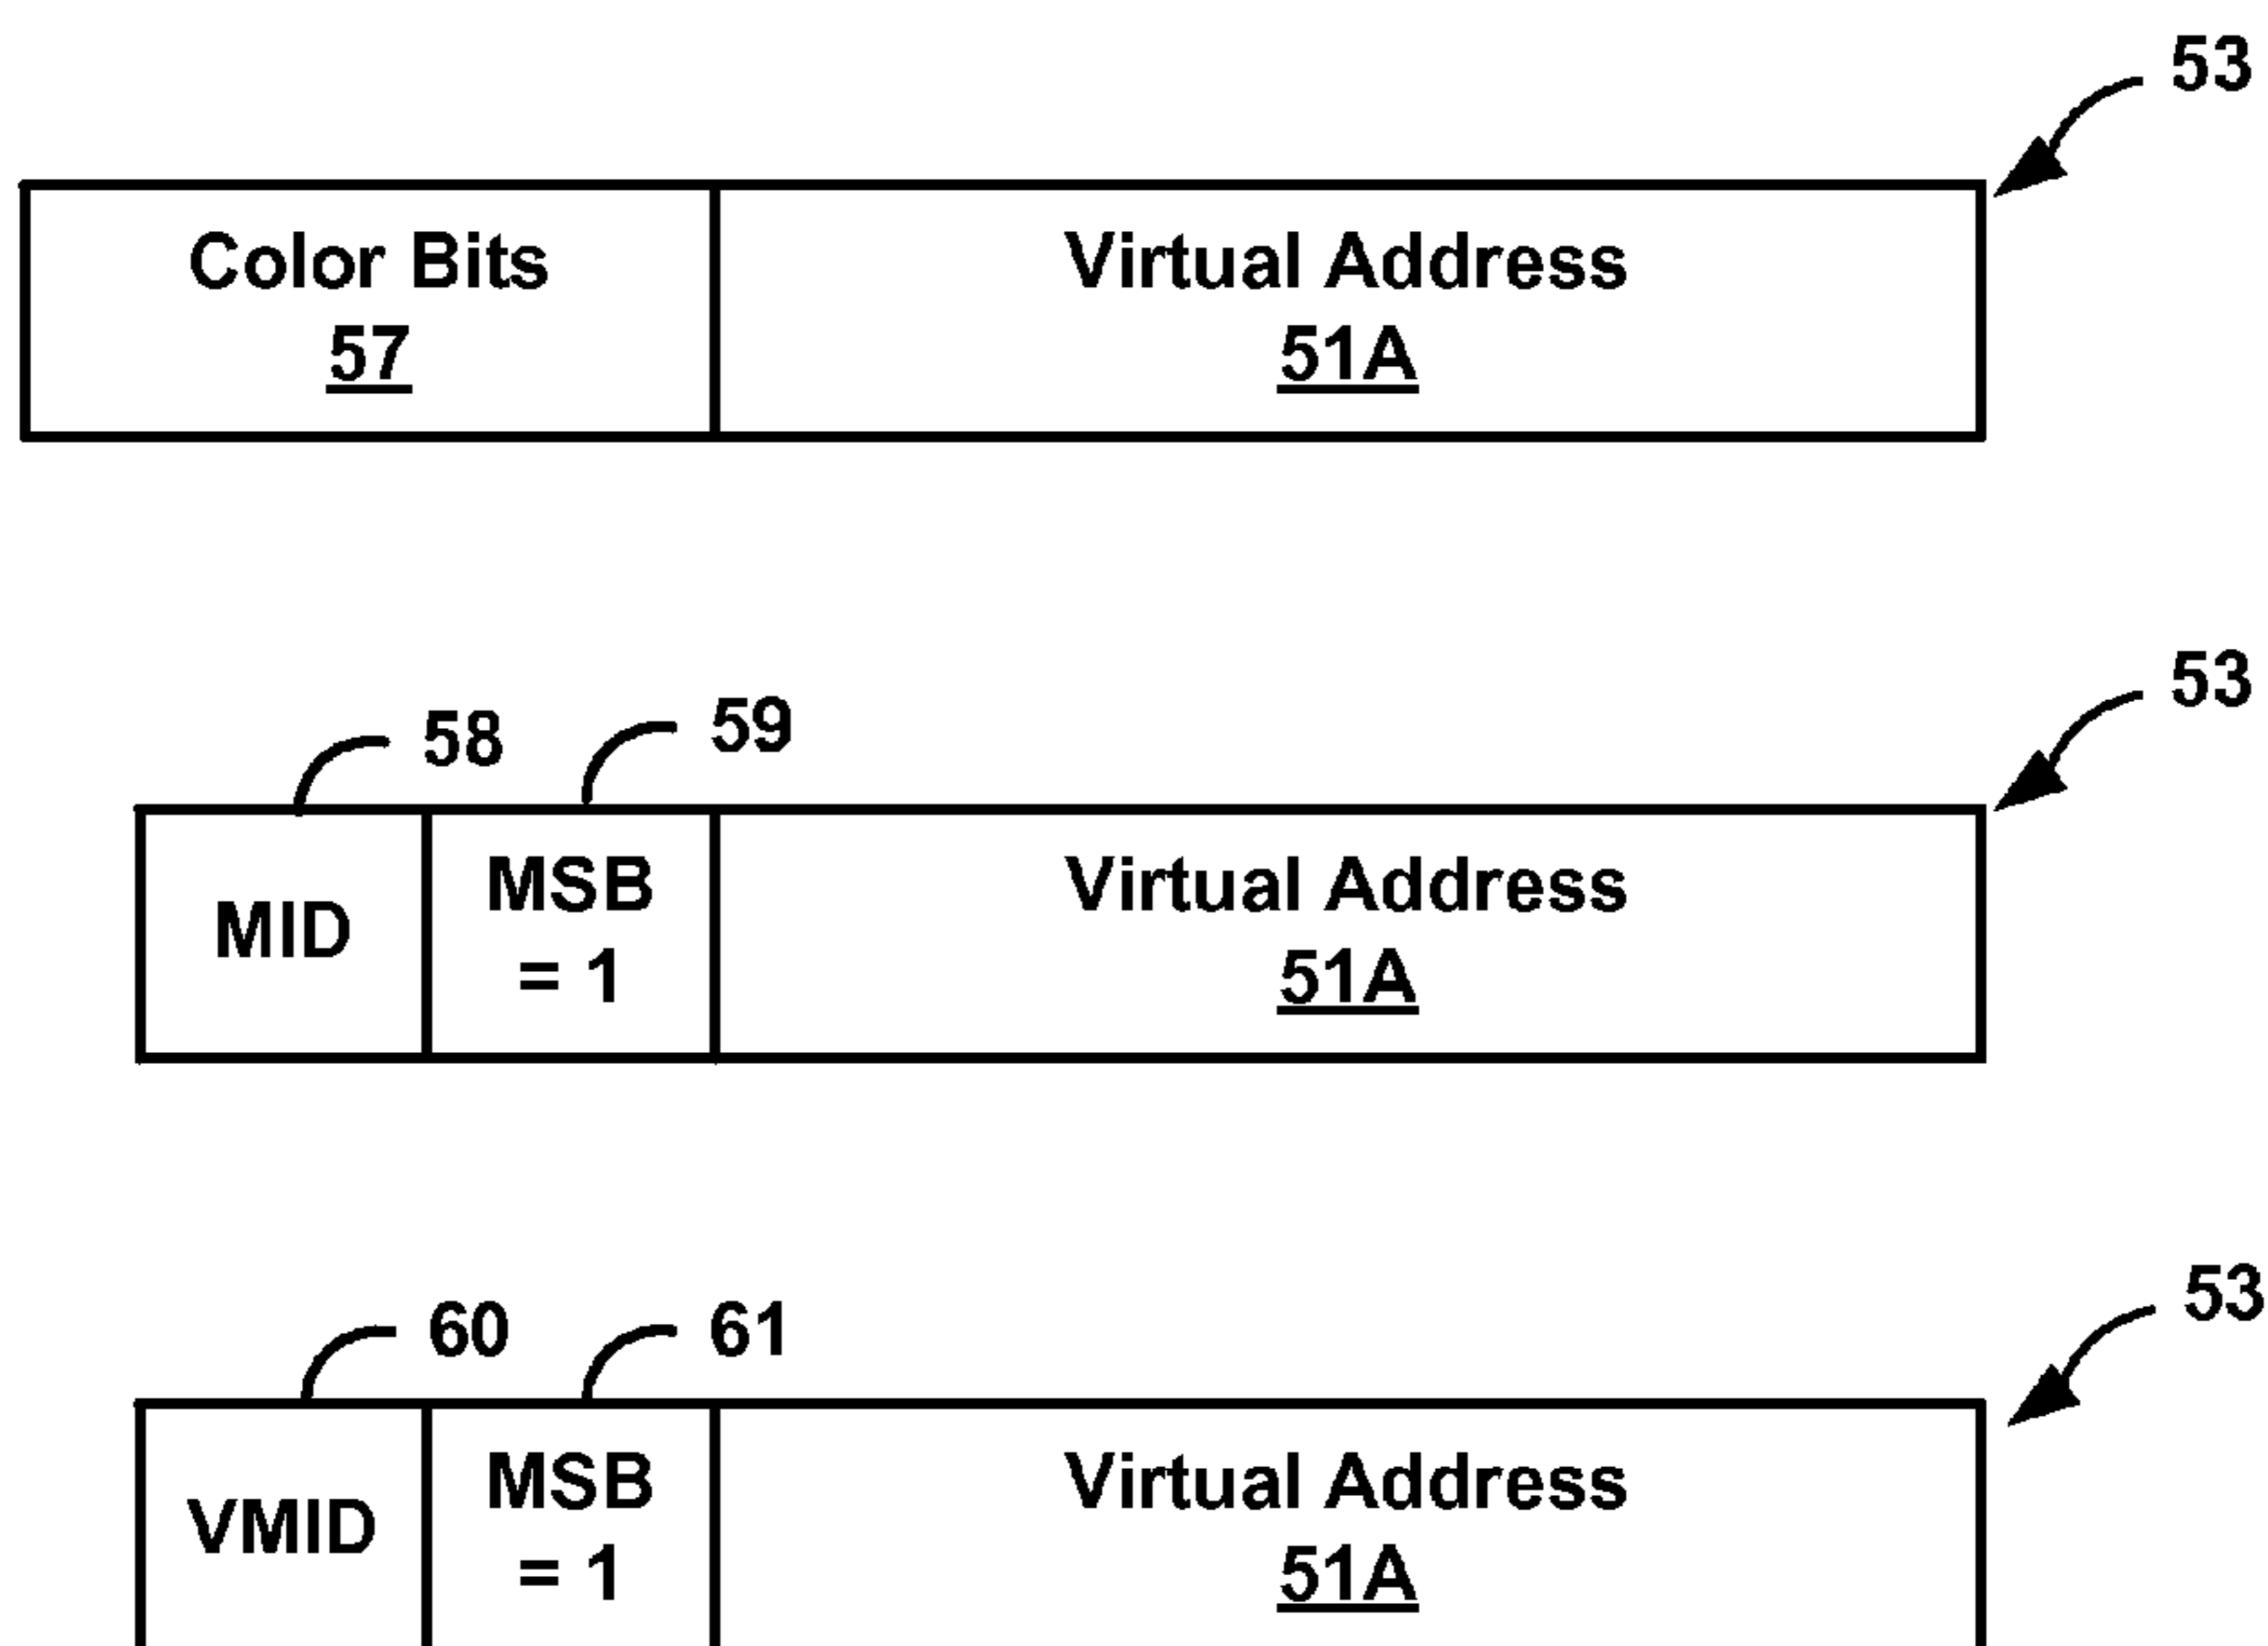 53
Color Bits
57
Virtual Address
51A
53
58
59
MID
MSB
= 1
Virtual Address
51A
53
60
61
VMID
MSB
= 1
Virtual Address
51A